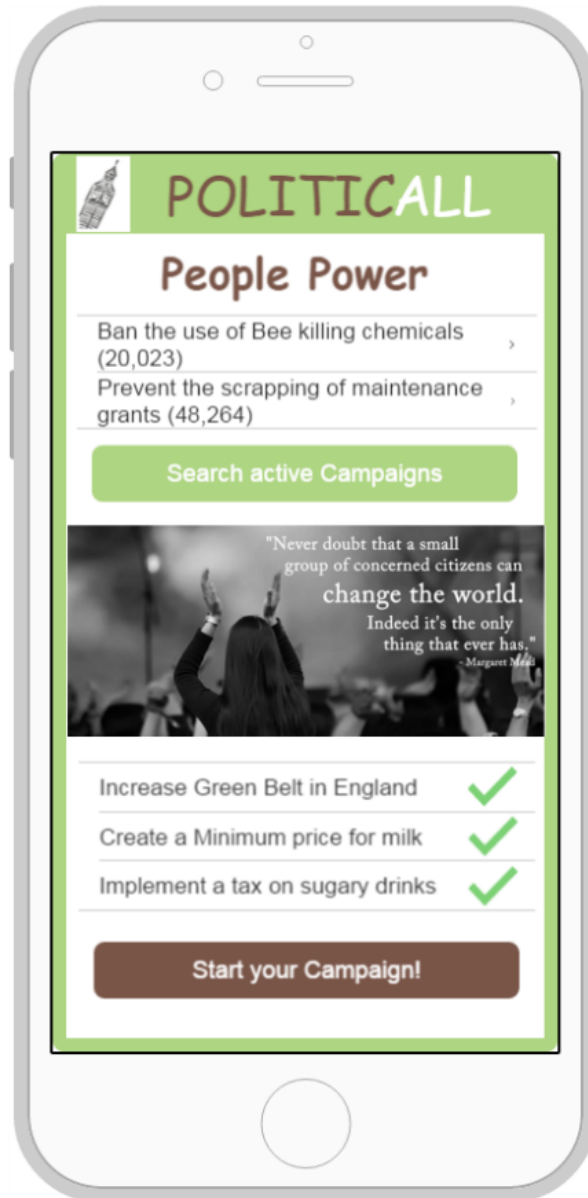 POLITICALL
People Power
Ban the use of Bee killing chemicals
(20,023)
Prevent the scrapping of maintenance
grants (48,264)
Search active Campaigns
"Never doubt that a small
group of concerned citizens can
change the world.
Indeed it's the only
thing that ever has."
- Margaret Mead
Increase Green Belt in England
Create a Minimum price for milk
Implement a tax on sugary drinks
Start your Campaign!